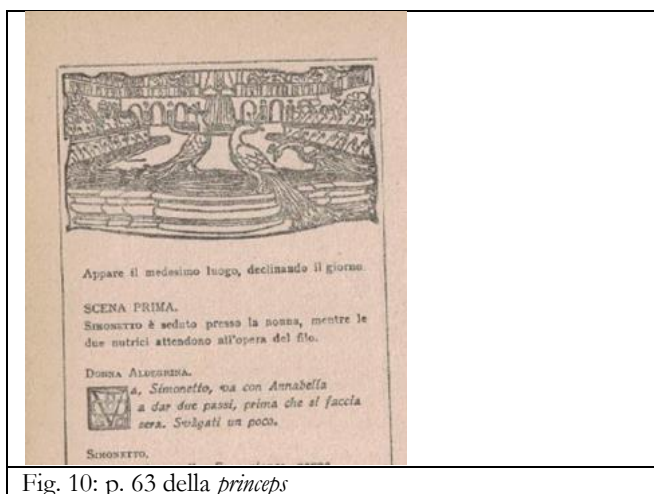 Appare il medesimo luogo, declinando il giorno.
SCENA PRIMA.
SIMONETTO è seduto presso la nonna, mentre le
due nutrici attendono all'opera del filo.
DONNA ALDEGRINA.
Va, Simonetto, va con Annabella
a dar due passi, prima che si faccia
sera. Svàgati un poco.
SIMONETTO.
Fig. 10: p. 63 della princeps